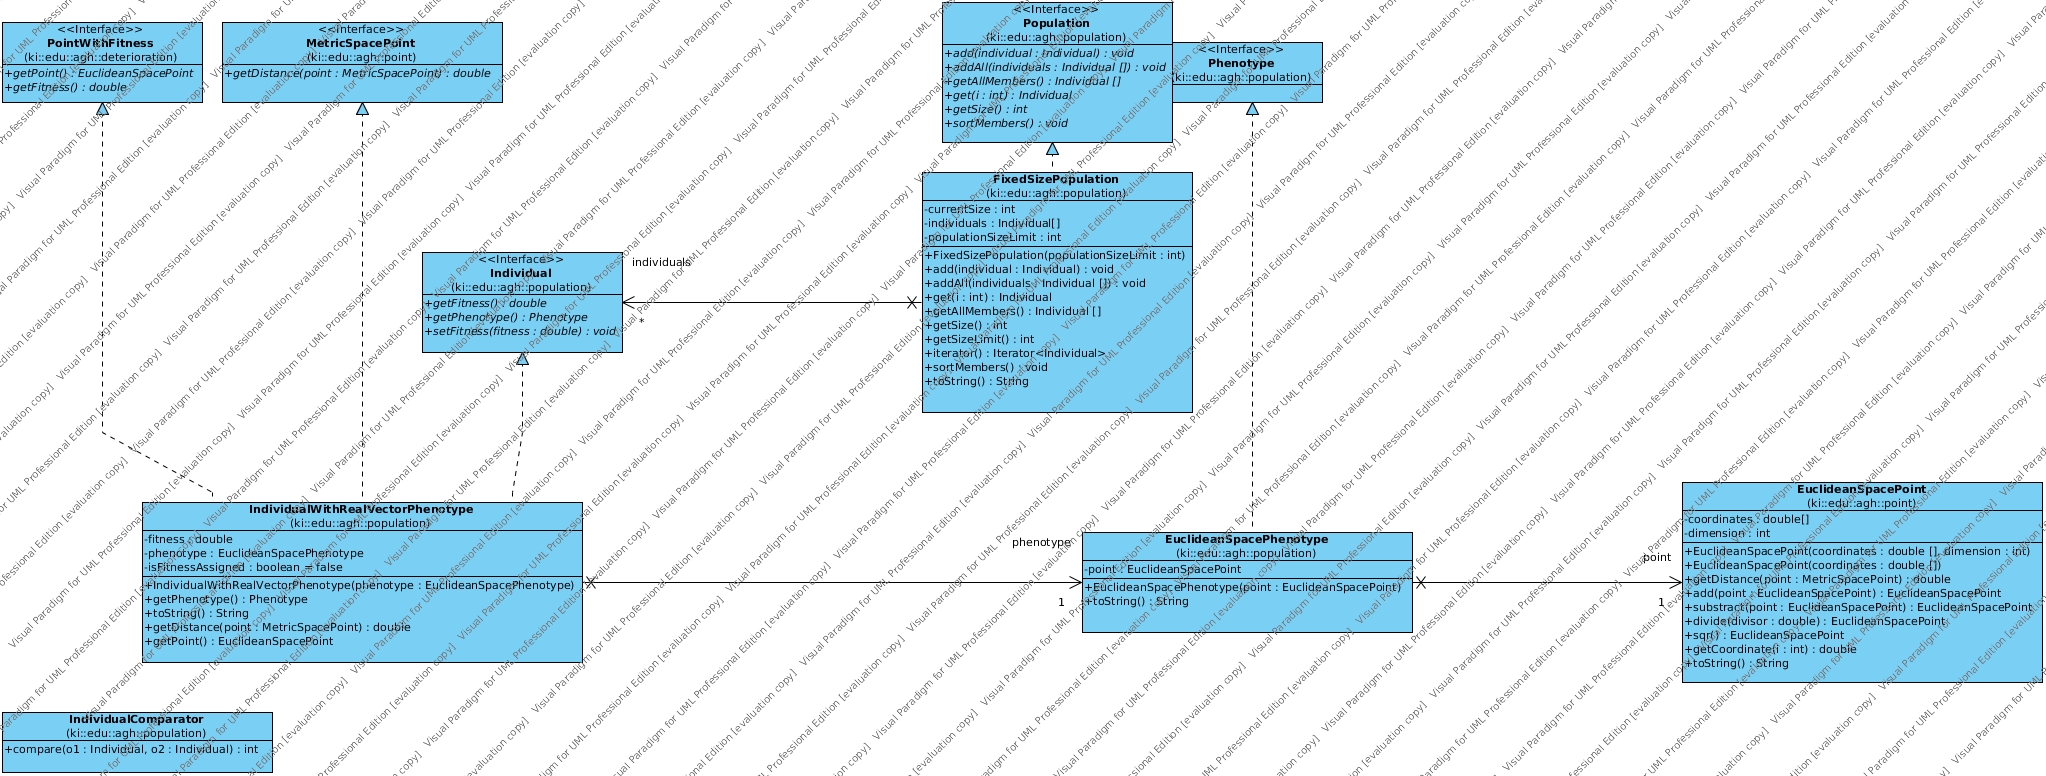 <<Interface>>
PointWithFitness
(ki::edu::agh::deterioration)
+getPoint() : EuclideanSpacePoint
+getFitness() : double
<<Interface>>
MetricSpacePoint
(ki::edu::agh::point)
+getDistance(point : MetricSpacePoint) : double
<<Interface>>
Population
(ki::edu::agh::population)
+add(individual : Individual) : void
+addAll(individuals : Individual []) : void
+getAllMembers() : Individual []
+get(i : int) : Individual
+getSize() : int
+sortMembers() : void
<<Interface>>
Phenotype
(ki::edu::agh::population)
FixedSizePopulation
(ki::edu::agh::population)
-currentSize : int
-individuals : Individual[]
-populationSizeLimit : int
+FixedSizePopulation(populationSizeLimit : int)
+add(individual : Individual) : void
+addAll(individuals : Individual []) : void
+get(i : int) : Individual
+getAllMembers() : Individual []
+getSize() : int
+getSizeLimit() : int
+iterator() : Iterator<Individual>
+sortMembers() : void
+toString() : String
<<Interface>>
Individual
(ki::edu::agh::population)
+getFitness() : double
+getPhenotype() : Phenotype
+setFitness(fitness : double) : void
individuals
*
IndividualWithRealVectorPhenotype
(ki::edu::agh::population)
-fitness : double
-phenotype : EuclideanSpacePhenotype
-isFitnessAssigned : boolean = false
+IndividualWithRealVectorPhenotype(phenotype : EuclideanSpacePhenotype)
+getPhenotype() : Phenotype
+toString() : String
+getDistance(point : MetricSpacePoint) : double
+getPoint() : EuclideanSpacePoint
phenotype
1
EuclideanSpacePhenotype
(ki::edu::agh::population)
-point : EuclideanSpacePoint
+EuclideanSpacePhenotype(point : EuclideanSpacePoint)
+toString() : String
point
1
EuclideanSpacePoint
(ki::edu::agh::point)
-coordinates : double[]
-dimension : int
+EuclideanSpacePoint(coordinates : double [], dimension : int)
+EuclideanSpacePoint(coordinates : double [])
+getDistance(point : MetricSpacePoint) : double
+add(point : EuclideanSpacePoint) : EuclideanSpacePoint
+substract(point : EuclideanSpacePoint) : EuclideanSpacePoint
+divide(divisor : double) : EuclideanSpacePoint
+sqr() : EuclideanSpacePoint
+getCoordinate(i : int) : double
+toString() : String
IndividualComparator
(ki::edu::agh::population)
+compare(o1 : Individual, o2 : Individual) : int
Visual Paradigm for UML Professional Edition [evaluation copy]